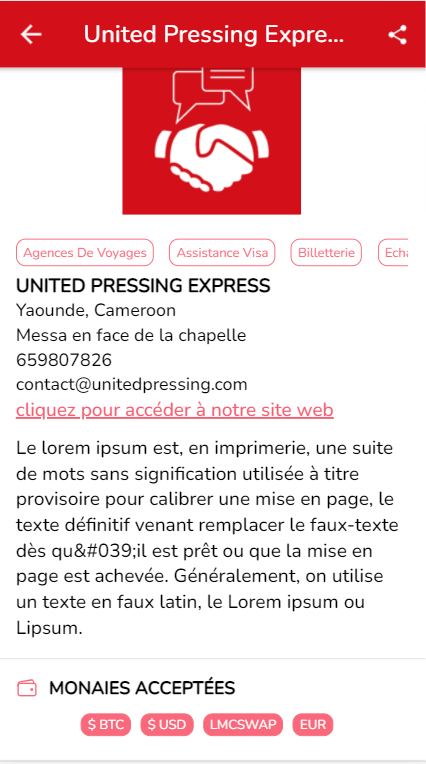 United Pressing Expre...
Agences De Voyages
Assistance Visa
Billetterie
Echa
UNITED PRESSING EXPRESS
Yaounde, Cameroon
Messa en face de la chapelle
659807826
contact@unitedpressing.com
cliquez pour accéder à notre site web
Le lorem ipsum est, en imprimerie, une suite
de mots sans signification utilisée à titre
provisoire pour calibrer une mise en page, le
texte définitif venant remplacer le faux-texte
dès qu&#039;il est prêt ou que la mise en
page est achevée. Généralement, on utilise
un texte en faux latin, le Lorem ipsum ou
Lipsum.
MONAIES ACCEPTÉES
$ BTC
$ USD
LMCSWAP
EUR